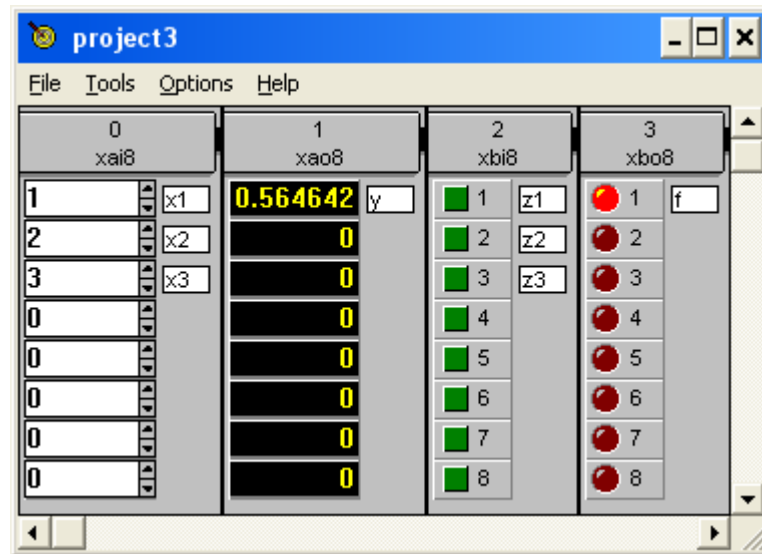 project3
File Tools Options Help
0 1 2 3
xai8 xao8 xbi8 xbo8
1 x1 0.564642 y 1 z1 1 f
2 x2 0 2 z2 2
3 x3 0 3 z3 3
0 0 4 4
0 0 5 5
0 0 6 6
0 0 7 7
0 0 8 8